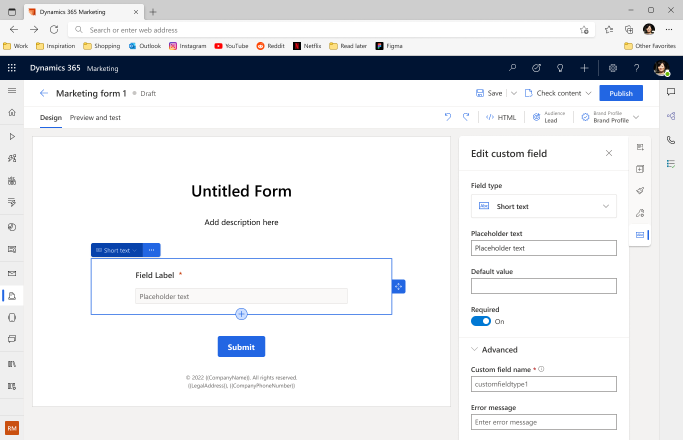 Dynamics 365 Marketing
Search or enter web address
Work
Inspiration
Shopping
Outlook
Instagram
YouTube
Reddit
Netflix
Read later
Figma
Other Favorites
Dynamics 365
Marketing
Marketing form 1
Draft
Save
Check content
Publish
Design
Preview and test
HTML
Audience
Lead
Brand Profile
Brand Profile
Untitled Form
Add description here
Abc
Short text
Field Label *
Placeholder text
Submit
© 2022 {{CompanyName}}. All rights reserved.
{{LegalAddress}}, {{CompanyPhoneNumber}}
Edit custom field
Field type
Abc
Short text
Placeholder text
Placeholder text
Default value
Required
On
Advanced
Custom field name *
customfieldtype1
Error message
Enter error message
RM